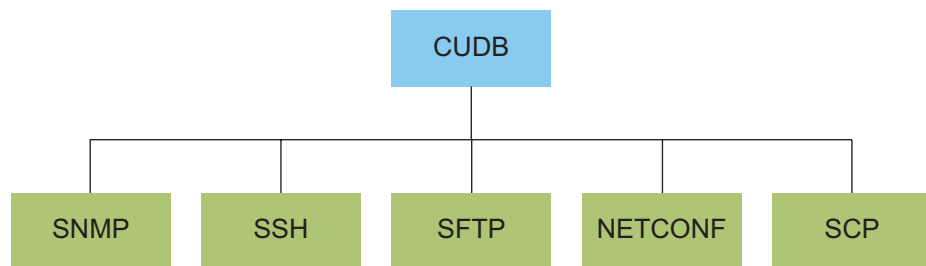 CUDB
SNMP
SSH
SFTP
NETCONF
SCP